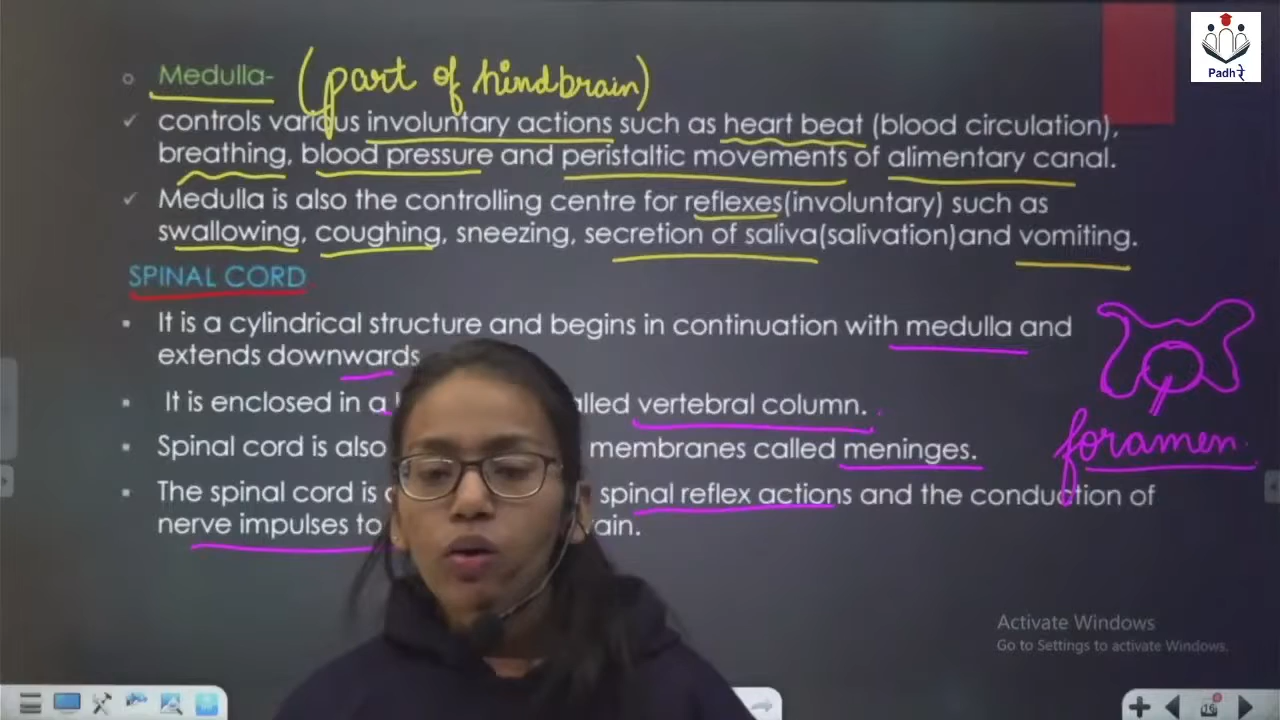 Padhरे
Medulla- (part of hindbrain)
controls various involuntary actions such as heart beat (blood circulation),
breathing, blood pressure and peristaltic movements of alimentary canal.
Medulla is also the controlling centre for reflexes(involuntary) such as
swallowing, coughing, sneezing, secretion of saliva(salivation)and vomiting.
SPINAL CORD
It is a cylindrical structure and begins in continuation with medulla and
extends downwards
It is enclosed in a alled vertebral column.
Spinal cord is also membranes called meninges.
foramen
The spinal cord is spinal reflex actions and the conduction of
nerve impulses to ain.
Activate Windows
Go to Settings to activate Windows.
16